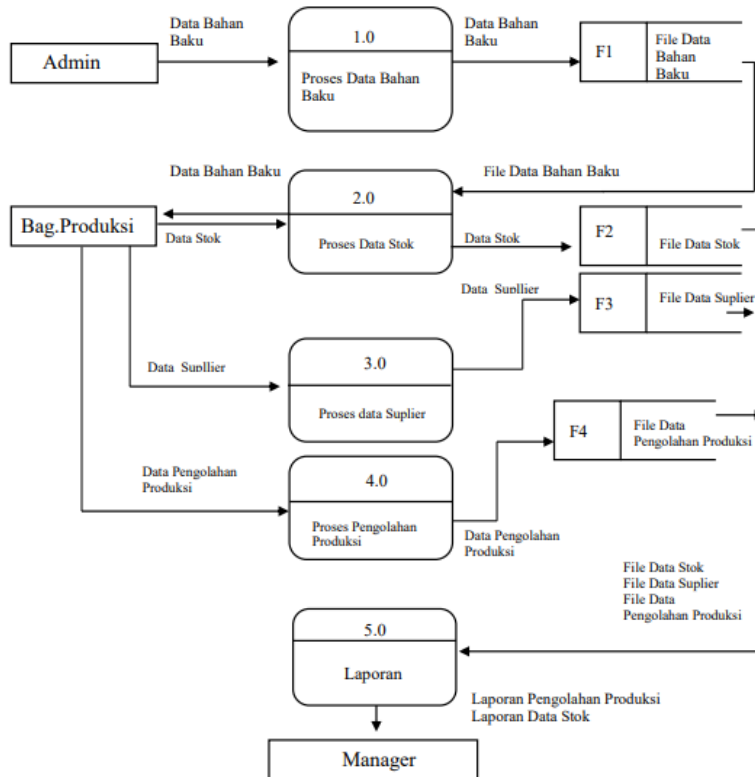 Data Bahan
Baku
Data Bahan
Baku
Admin
1.0
Proses Data Bahan
Baku
F1
File Data
Bahan
Baku
Data Bahan Baku
File Data Bahan Baku
Bag.Produksi
2.0
Proses Data Stok
Data Stok
Data Stok
F2
File Data Stok
Data Supllier
F3
File Data Suplier
Data Supllier
3.0
Proses data Suplier
F4
File Data
Pengolahan Produksi
Data Pengolahan
Produksi
4.0
Proses Pengolahan
Produksi
Data Pengolahan
Produksi
File Data Stok
File Data Suplier
File Data
Pengolahan Produksi
5.0
Laporan
Laporan Pengolahan Produksi
Laporan Data Stok
Manager